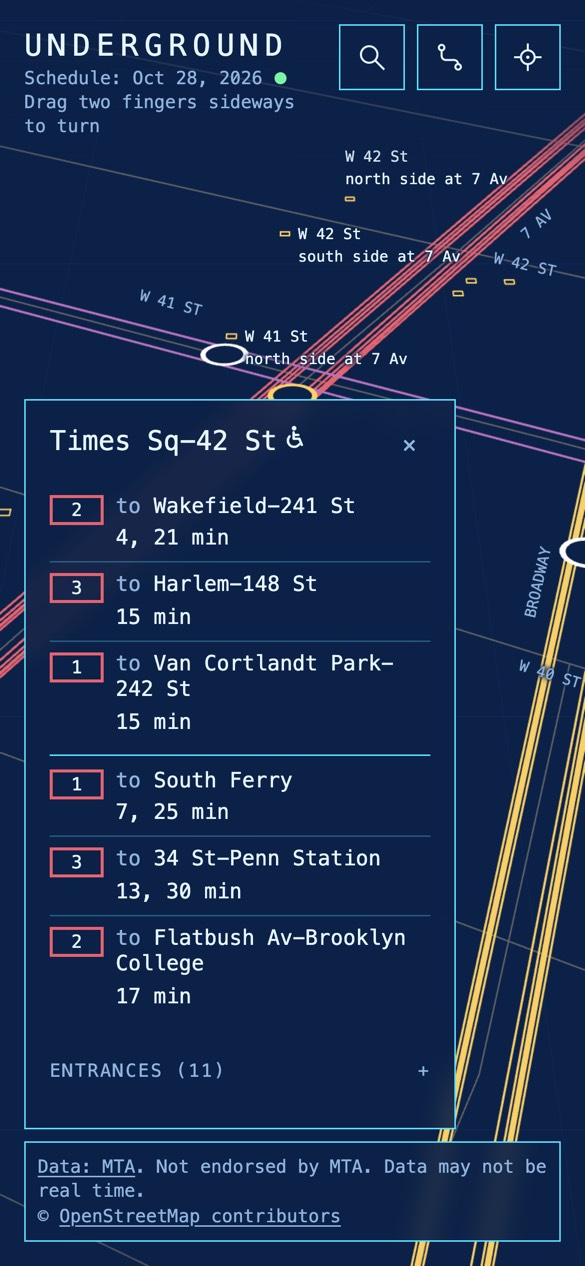 UNDERGROUND
Schedule: Oct 28, 2026
Drag two fingers sideways
to turn
W 42 St
north side at 7 Av
7 AV
W 42 St
south side at 7 Av
W 42 ST
W 41 ST
W 41 St
north side at 7 Av
Times Sq–42 St
×
2
to Wakefield–241 St
4, 21 min
3
to Harlem–148 St
15 min
BROADWAY
1
to Van Cortlandt Park–
242 St
15 min
W 40 ST
1
to South Ferry
7, 25 min
3
to 34 St–Penn Station
13, 30 min
2
to Flatbush Av–Brooklyn
College
17 min
ENTRANCES (11)
+
Data: MTA. Not endorsed by MTA. Data may not be
real time.
© OpenStreetMap contributors